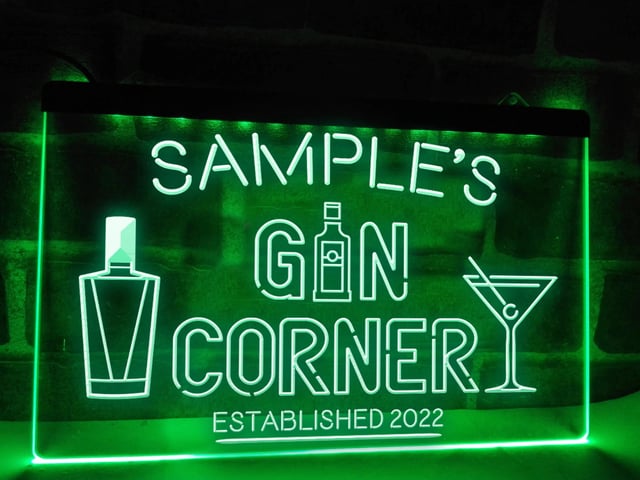 SAMPLE'S
GIN
CORNER
ESTABLISHED 2022